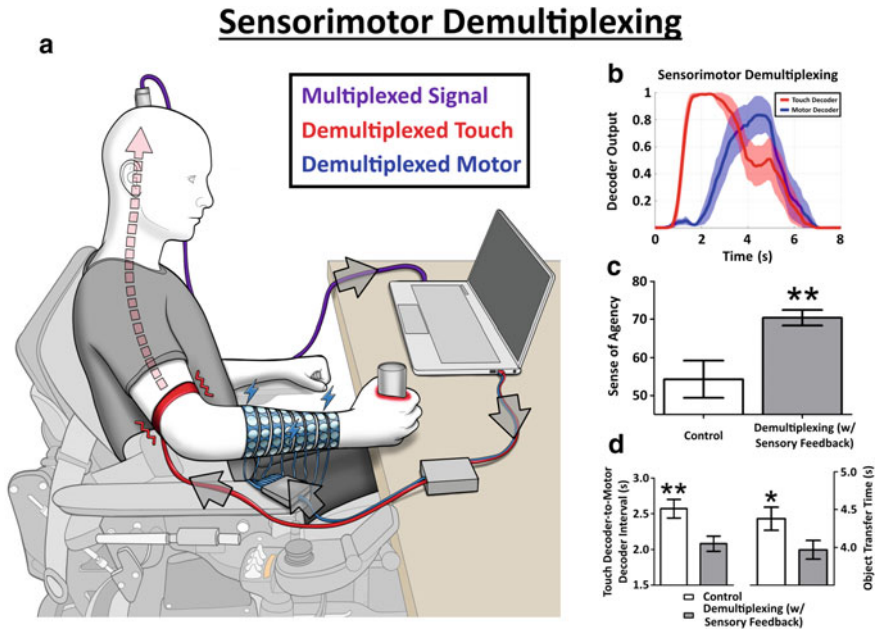 Sensorimotor Demultiplexing
a
Multiplexed Signal
Demultiplexed Touch
Demultiplexed Motor
b
Sensorimotor Demultiplexing
Touch Decoder
Motor Decoder
Decoder Output
1
0.8
0.6
0.4
0.2
0 2 4 6 8
Time (s)
c
Sense of Agency
80
70
60
50
**
Control
Demultiplexing (w/
Sensory Feedback)
d
Touch Decoder-to-Motor
Decoder Interval (s)
3.0
2.5
2.0
1.5
**
*
5.0
4.5
4.0
Object Transfer Time (s)
Control
Demultiplexing (w/
Sensory Feedback)